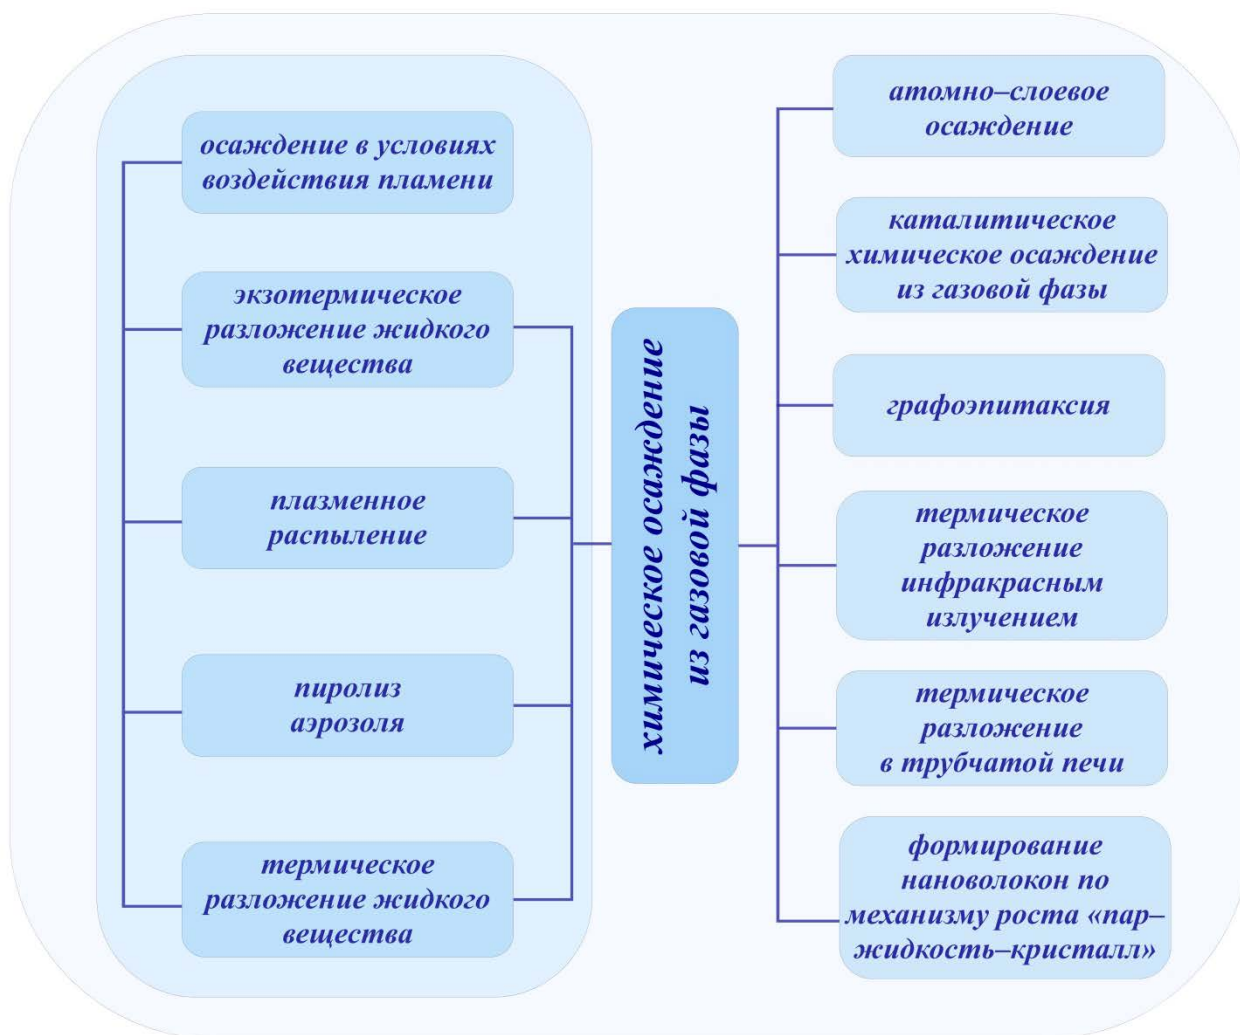 осаждение в условиях
воздействия пламени
экзотермическое
разложение жидкого
вещества
плазменное
распыление
пиролиз
аэрозоля
термическое
разложение жидкого
вещества
химическое осаждение
из газовой фазы
атомно–слоевое
осаждение
каталитическое
химическое осаждение
из газовой фазы
графоэпитаксия
термическое
разложение
инфракрасным
излучением
термическое
разложение
в трубчатой печи
формирование
нановолокон по
механизму роста «пар–
жидкость–кристалл»